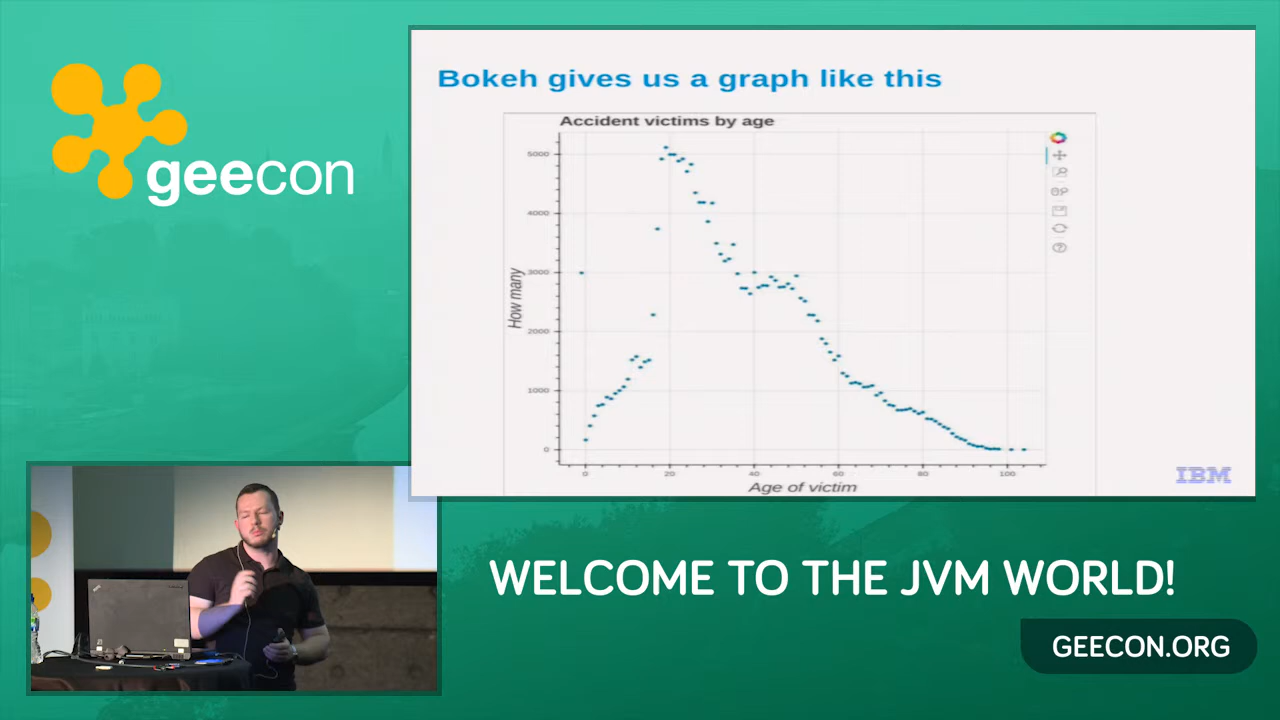 geecon
Bokeh gives us a graph like this
Accident victims by age
5000
4000
3000
2000
1000
0
How many
0 20 40 60 80 100
Age of victim
IBM
WELCOME TO THE JVM WORLD!
GEECON.ORG